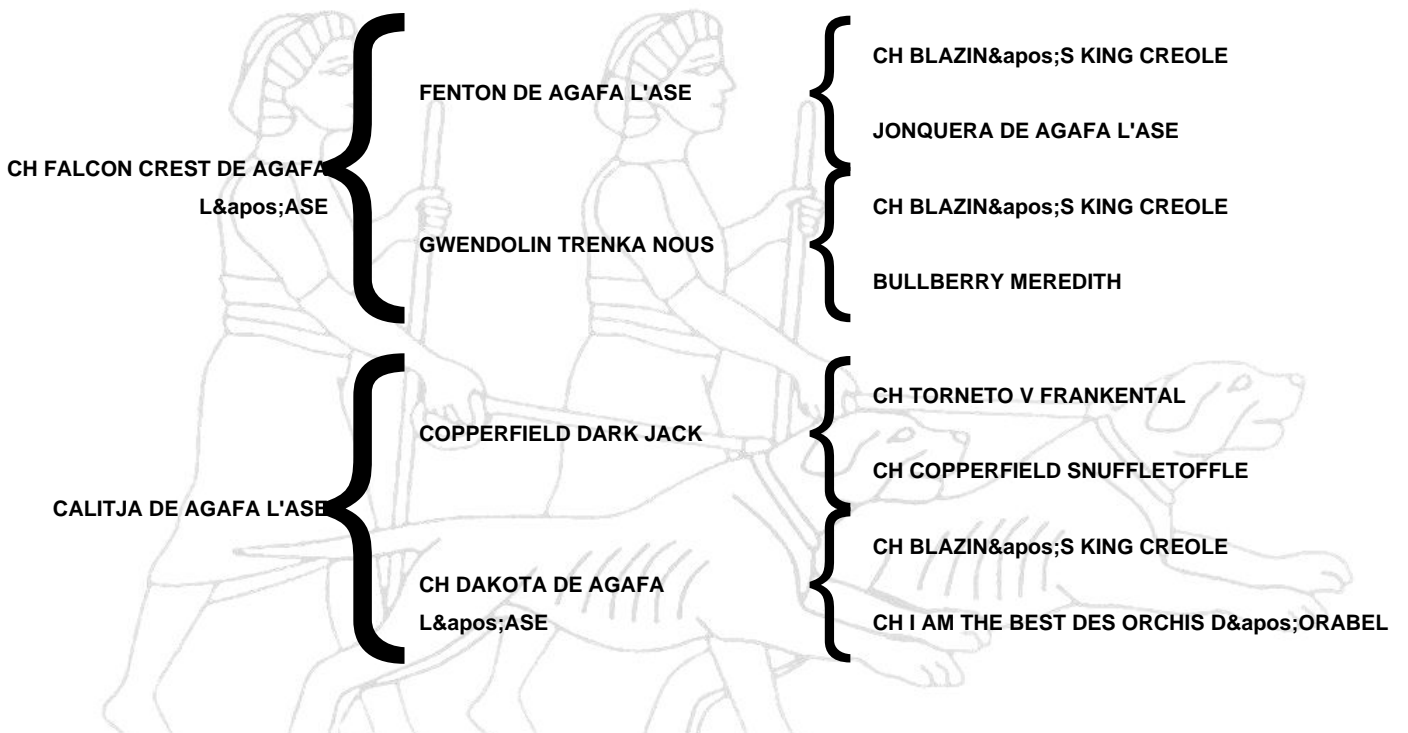 CH FALCON CREST DE AGAFA
L&apos;ASE
FENTON DE AGAFA L'ASE
CH BLAZIN&apos;S KING CREOLE
JONQUERA DE AGAFA L'ASE
GWENDOLIN TRENKA NOUS
CH BLAZIN&apos;S KING CREOLE
BULLBERRY MEREDITH
CALITJA DE AGAFA L'ASE
COPPERFIELD DARK JACK
CH TORNETO V FRANKENTAL
CH COPPERFIELD SNUFFLETOFFLE
CH DAKOTA DE AGAFA
L&apos;ASE
CH BLAZIN&apos;S KING CREOLE
CH I AM THE BEST DES ORCHIS D&apos;ORABEL